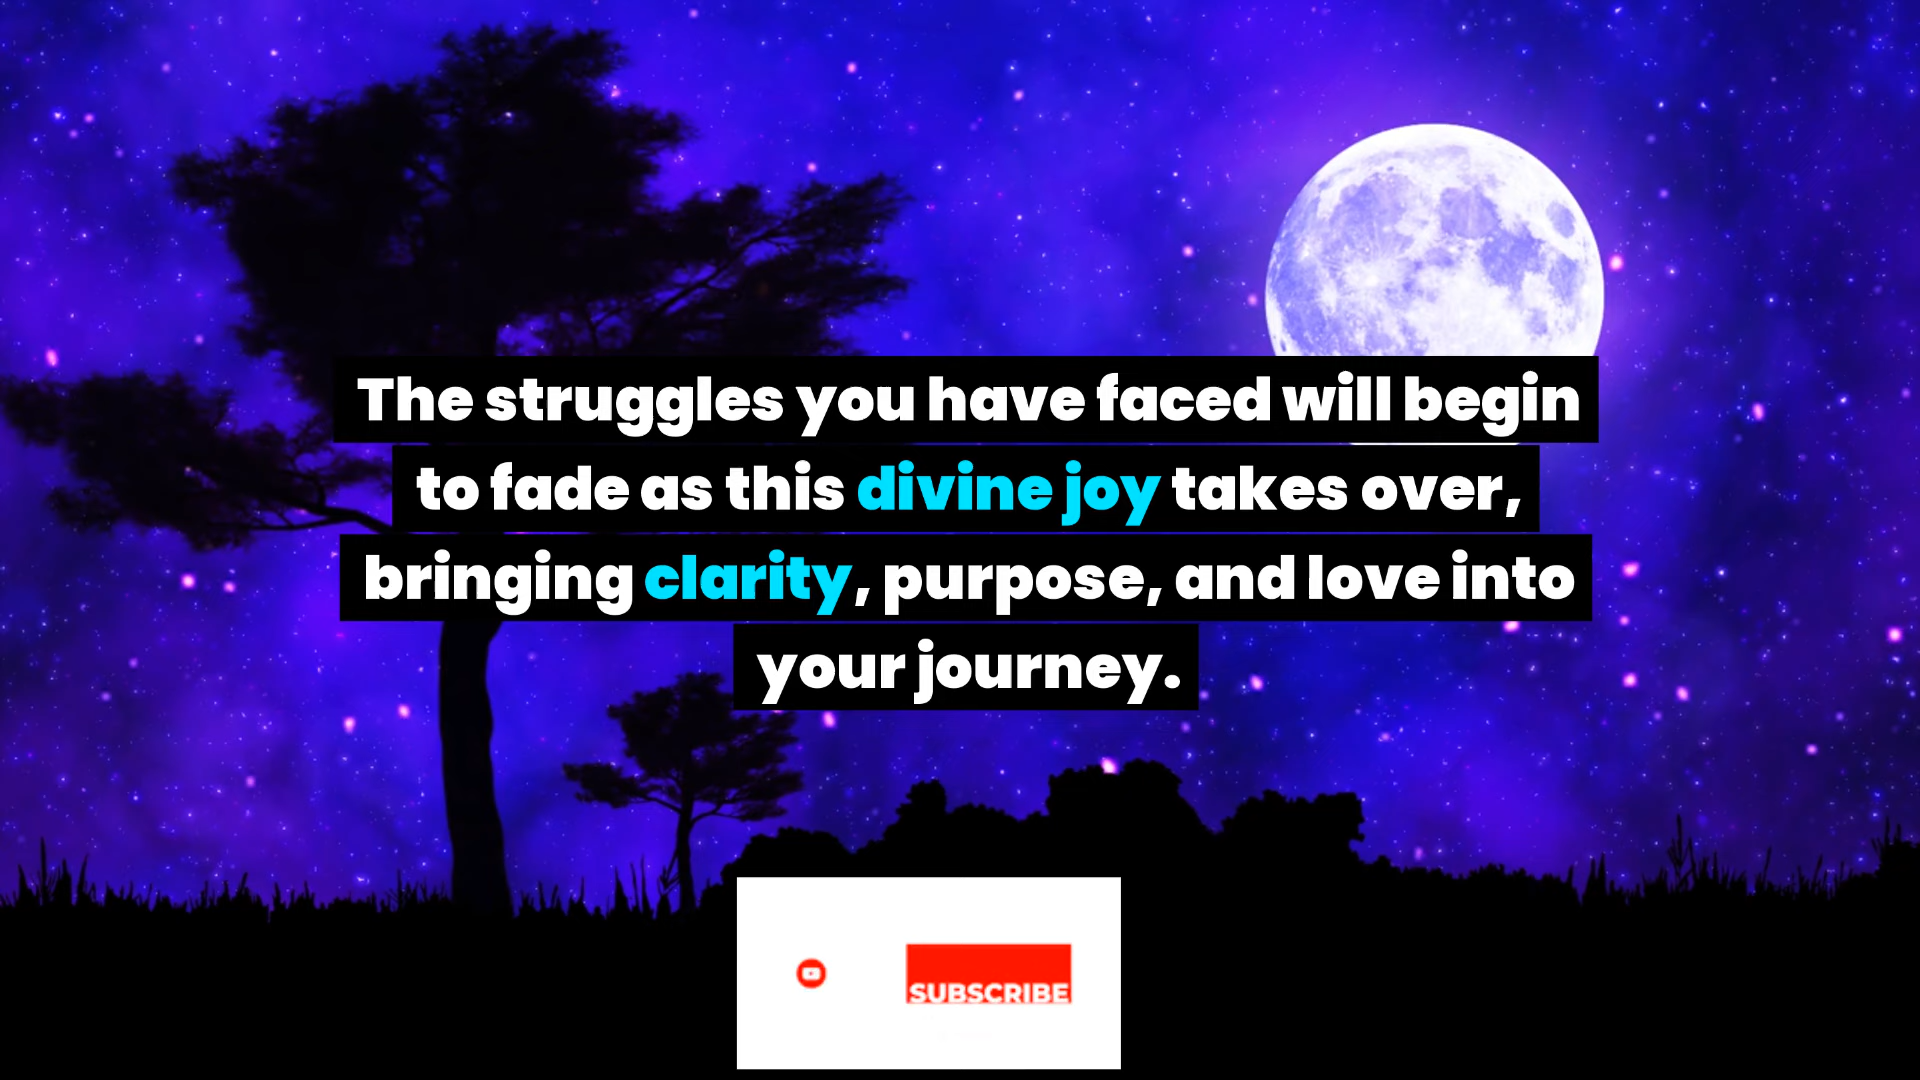 The struggles you have faced will begin
to fade as this divine joy takes over,
bringing clarity, purpose, and love into
your journey.
SUBSCRIBE